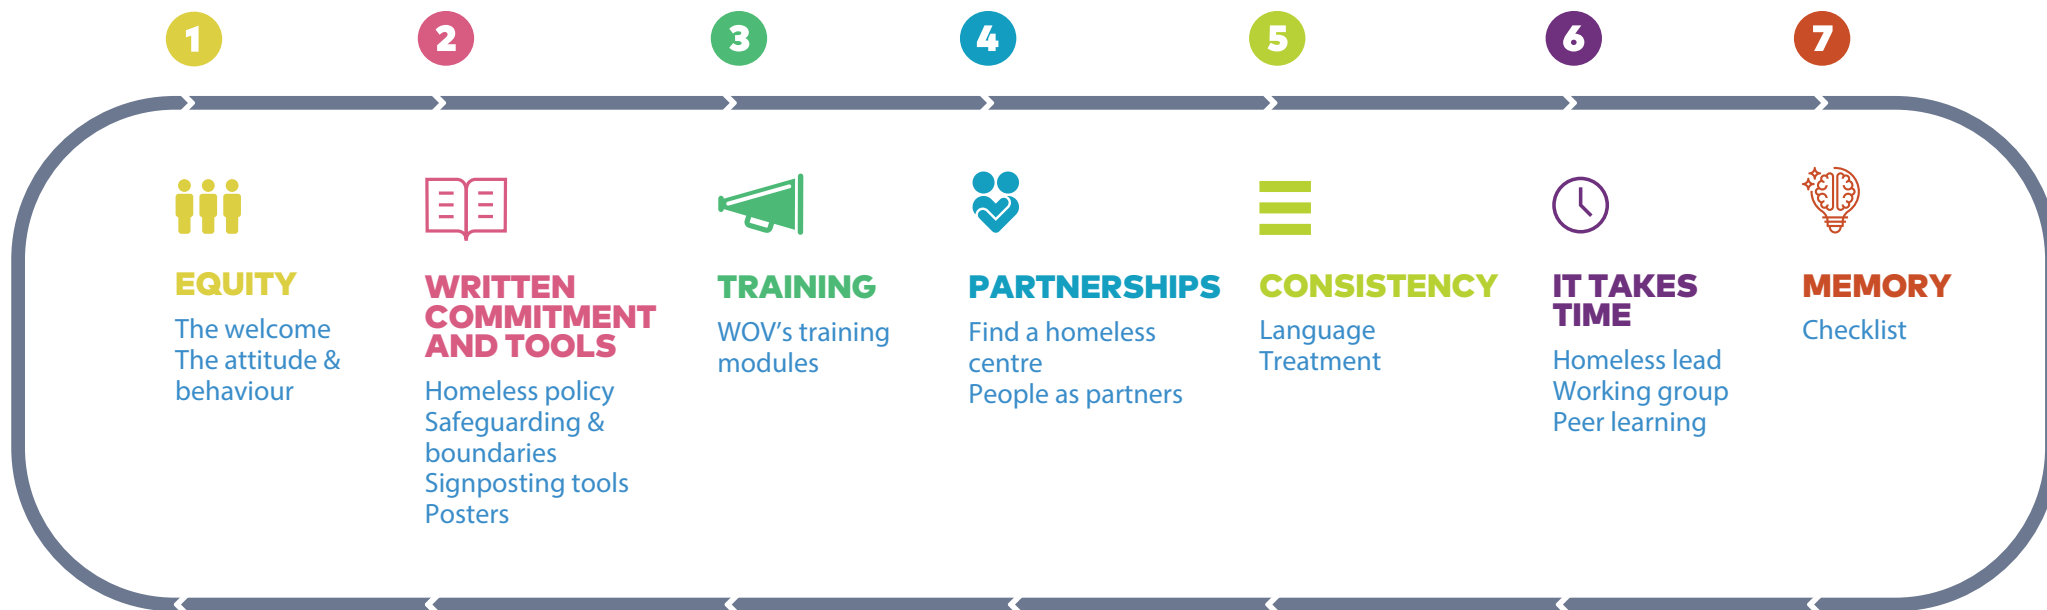 1
2
3
4
5
6
7
EQUITY
The welcome
The attitude &
behaviour
WRITTEN
COMMITMENT
AND TOOLS
Homeless policy
Safeguarding &
boundaries
Signposting tools
Posters
TRAINING
WOV’s training
modules
PARTNERSHIPS
Find a homeless
centre
People as partners
CONSISTENCY
Language
Treatment
IT TAKES
TIME
Homeless lead
Working group
Peer learning
MEMORY
Checklist